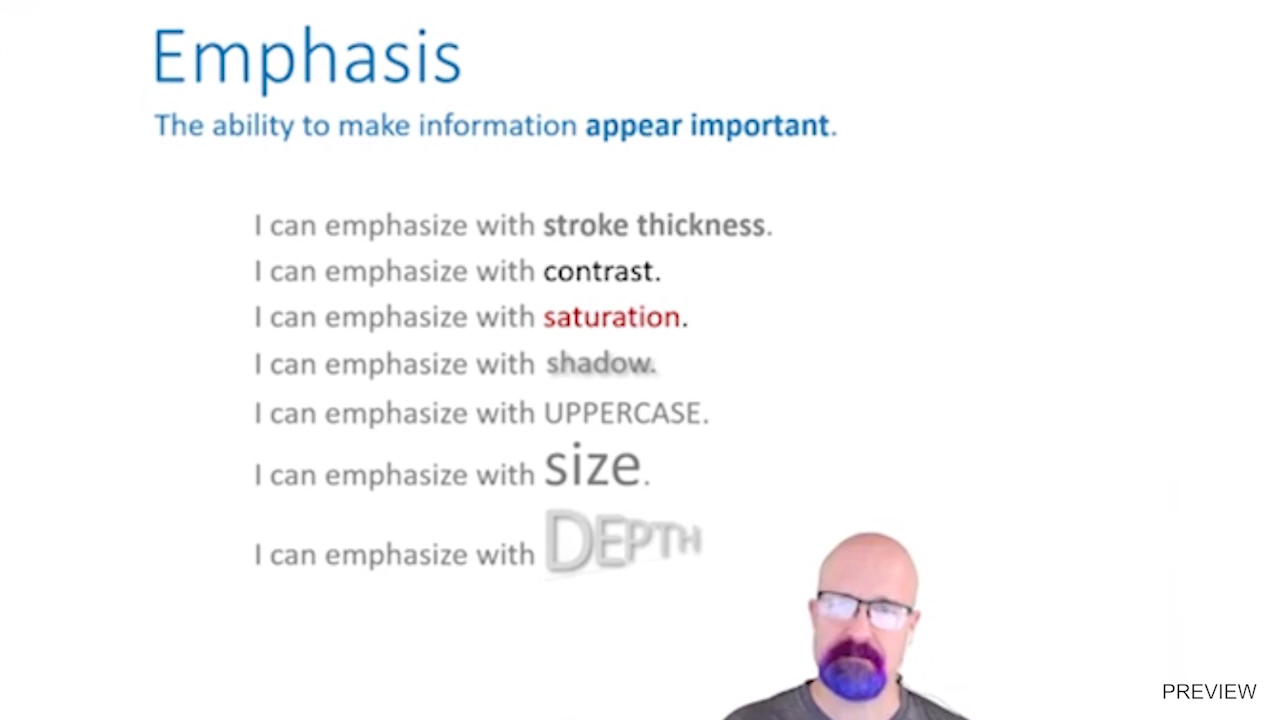 Emphasis
The ability to make information appear important.
I can emphasize with stroke thickness.
I can emphasize with contrast.
I can emphasize with saturation.
I can emphasize with shadow.
I can emphasize with UPPERCASE.
I can emphasize with size.
I can emphasize with DEPTH
PREVIEW